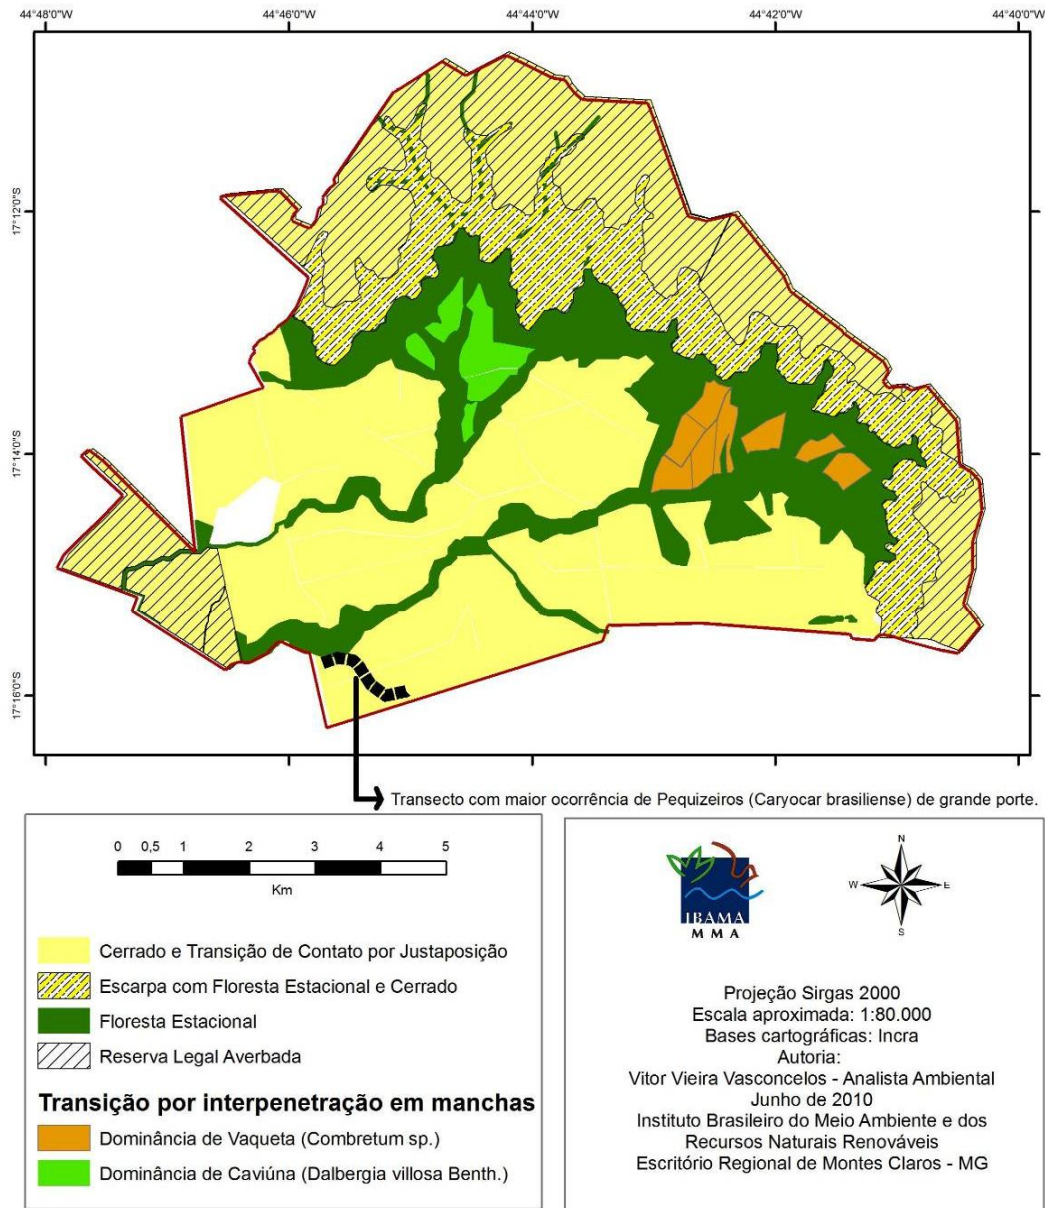 44°48'0"W 44°46'0"W 44°44'0"W 44°42'0"W 44°40'0"W
17°12'0"S
17°14'0"S
17°16'0"S
Transecto com maior ocorrência de Pequizeiros (Caryocar brasiliense) de grande porte.
0 0,5 1 2 3 4 5
Km
Cerrado e Transição de Contato por Justaposição
Escarpa com Floresta Estacional e Cerrado
Floresta Estacional
Reserva Legal Averbada
Transição por interpenetração em manchas
Dominância de Vaqueta (Combretum sp.)
Dominância de Caviúna (Dalbergia villosa Benth.)
IBAMA
M M A
N
W E
S
Projeção Sirgas 2000
Escala aproximada: 1:80.000
Bases cartográficas: Incra
Autoria:
Vitor Vieira Vasconcelos - Analista Ambiental
Junho de 2010
Instituto Brasileiro do Meio Ambiente e dos
Recursos Naturais Renováveis
Escritório Regional de Montes Claros - MG